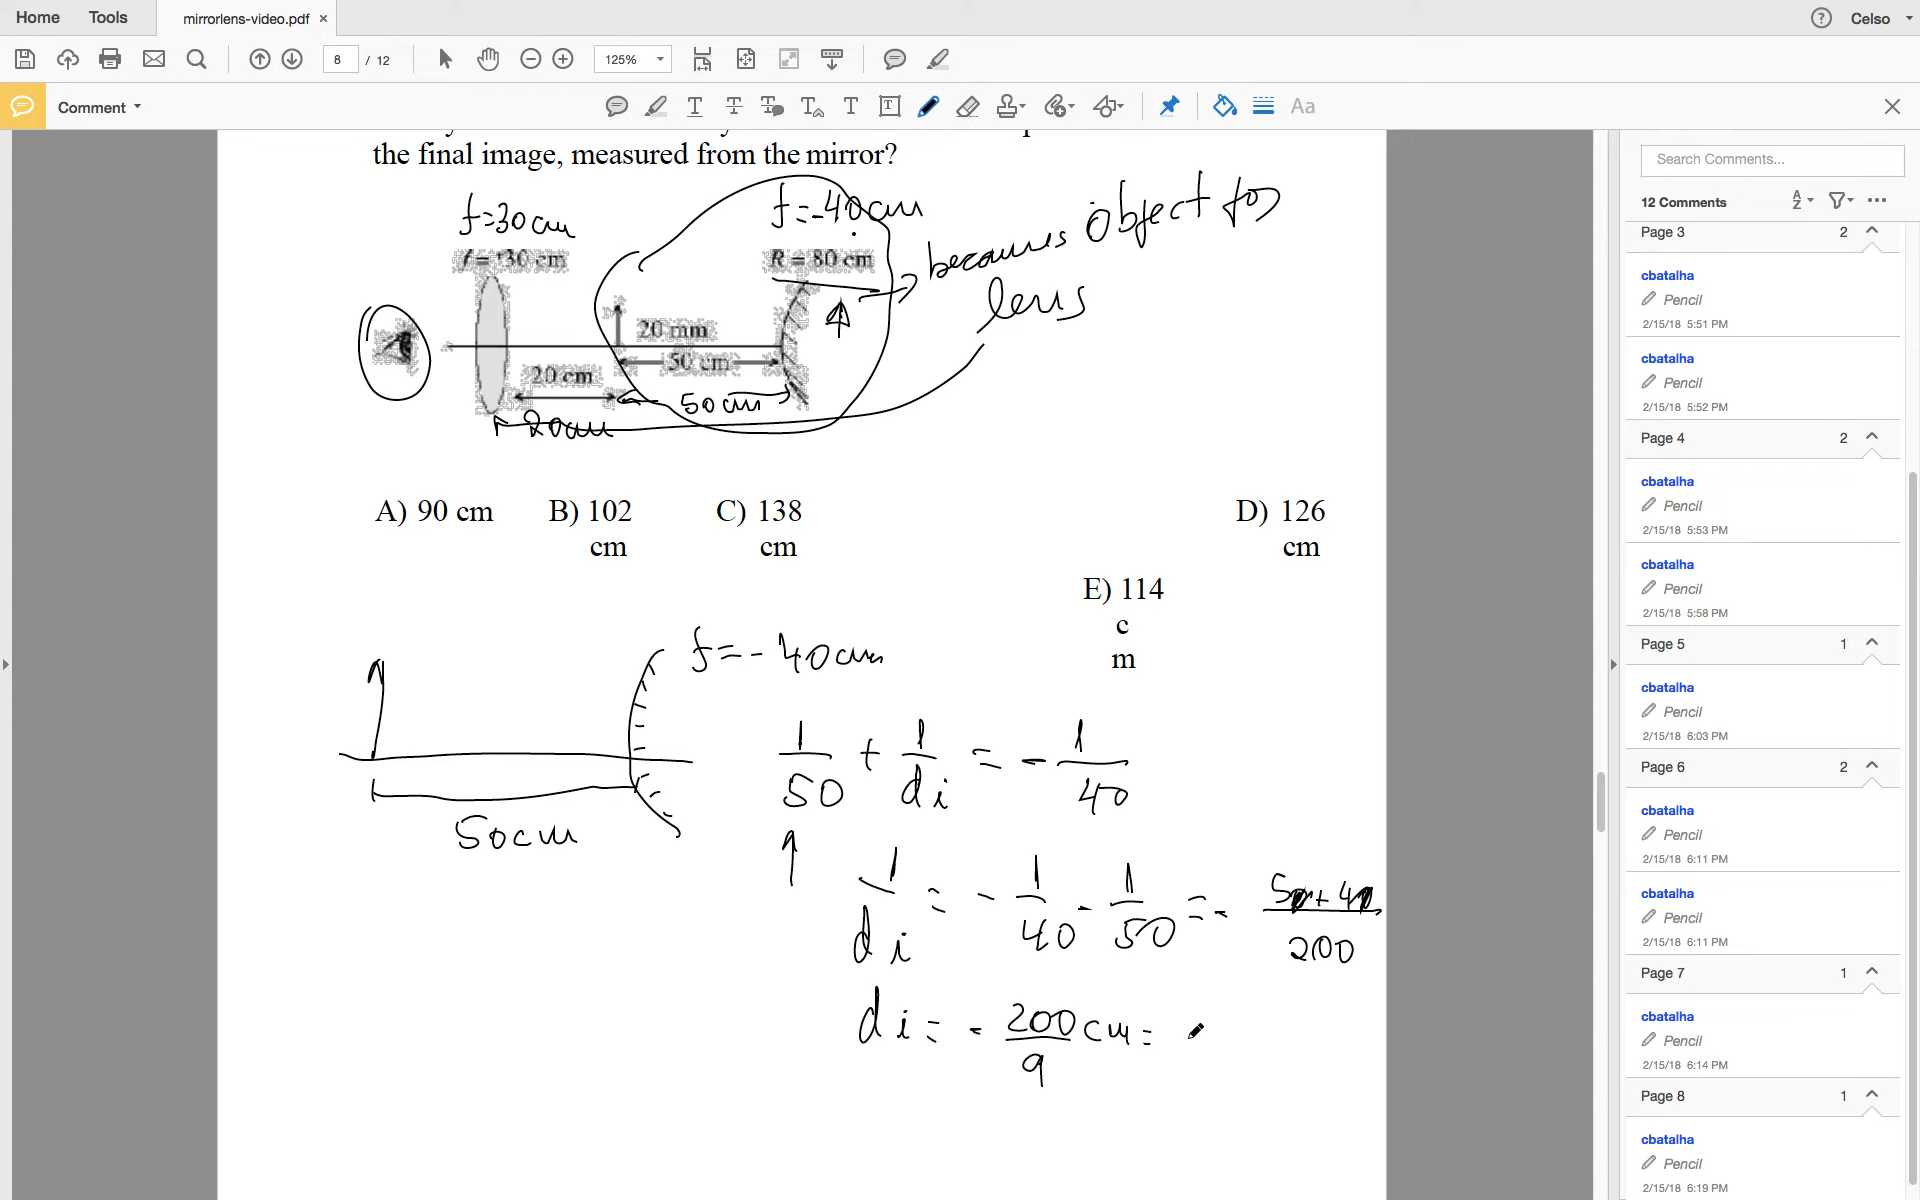 Home Tools mirrorlens-video.pdf × Celso
8 / 12 125%
Comment
the final image, measured from the mirror?
f=30cm f=-40cm becomes object for
f = +30 cm R = 80 cm lens
20 mm
50 cm
20 cm
50cm
20cm
A) 90 cm B) 102 C) 138 D) 126
cm cm cm
E) 114
c
m
f=-40cm
50cm
1/50 + 1/di = - 1/40
1/di = - 1/40 - 1/50 = - 50+40/200
di = - 200/9 cm =
Search Comments...
12 Comments
Page 3 2
cbatalha
Pencil
2/15/18 5:51 PM
cbatalha
Pencil
2/15/18 5:52 PM
Page 4 2
cbatalha
Pencil
2/15/18 5:53 PM
cbatalha
Pencil
2/15/18 5:58 PM
Page 5 1
cbatalha
Pencil
2/15/18 6:03 PM
Page 6 2
cbatalha
Pencil
2/15/18 6:11 PM
cbatalha
Pencil
2/15/18 6:11 PM
Page 7 1
cbatalha
Pencil
2/15/18 6:14 PM
Page 8 1
cbatalha
Pencil
2/15/18 6:19 PM